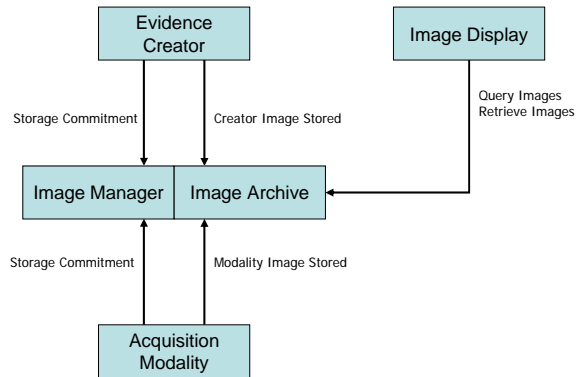 Evidence
Creator
Image Display
Query Images
Retrieve Images
Storage Commitment
Creator Image Stored
Image Manager
Image Archive
Storage Commitment
Modality Image Stored
Acquisition
Modality